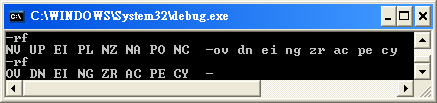 C:\WINDOWS\System32\debug.exe
-rf
NV UP EI PL NZ NA PO NC  -ov dn ei ng zr ac pe cy
-rf
OV DN EI NG ZR AC PE CY  -